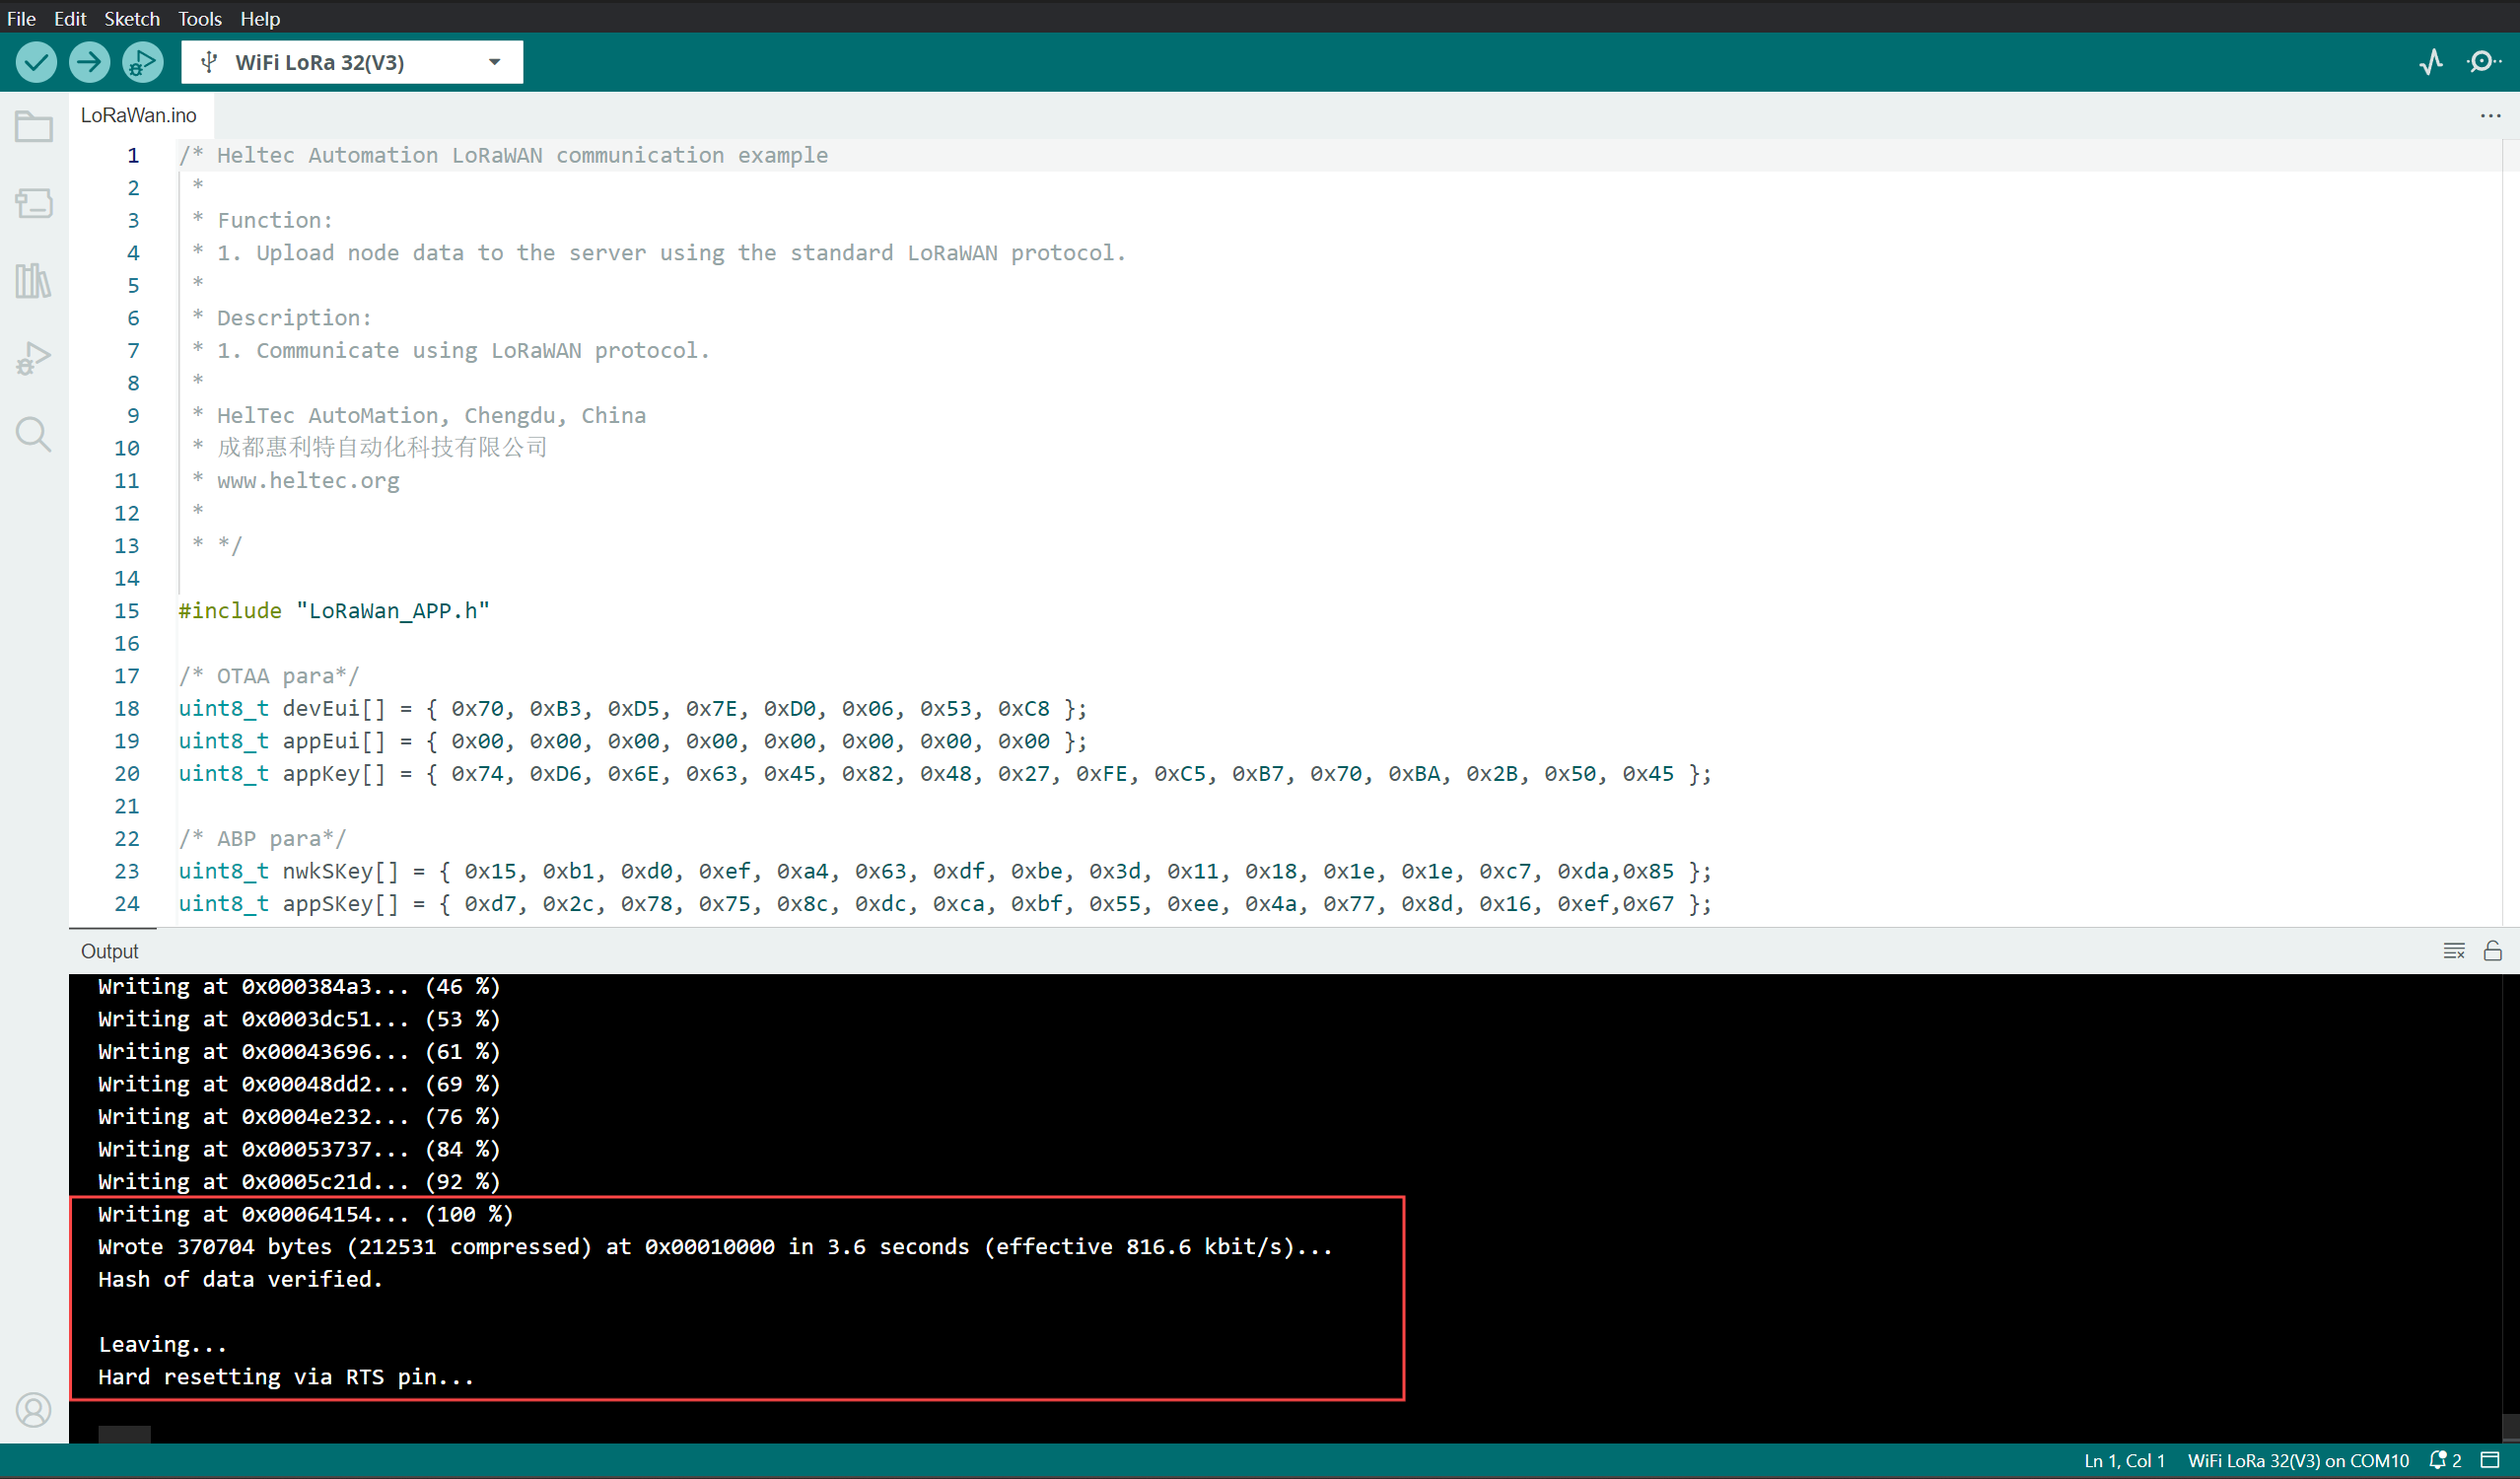 File Edit Sketch Tools Help
WiFi LoRa 32(V3)
LoRaWan.ino
1 /* Heltec Automation LoRaWAN communication example
2 *
3 * Function:
4 * 1. Upload node data to the server using the standard LoRaWAN protocol.
5 *
6 * Description:
7 * 1. Communicate using LoRaWAN protocol.
8 *
9 * HelTec AutoMation, Chengdu, China
10 * 成都惠利特自动化科技有限公司
11 * www.heltec.org
12 *
13 * */
14
15 #include "LoRaWan_APP.h"
16
17 /* OTAA para*/
18 uint8_t devEui[] = { 0x70, 0xB3, 0xD5, 0x7E, 0xD0, 0x06, 0x53, 0xC8 };
19 uint8_t appEui[] = { 0x00, 0x00, 0x00, 0x00, 0x00, 0x00, 0x00, 0x00 };
20 uint8_t appKey[] = { 0x74, 0xD6, 0x6E, 0x63, 0x45, 0x82, 0x48, 0x27, 0xFE, 0xC5, 0xB7, 0x70, 0xBA, 0x2B, 0x50, 0x45 };
21
22 /* ABP para*/
23 uint8_t nwkSKey[] = { 0x15, 0xb1, 0xd0, 0xef, 0xa4, 0x63, 0xdf, 0xbe, 0x3d, 0x11, 0x18, 0x1e, 0x1e, 0xc7, 0xda,0x85 };
24 uint8_t appSKey[] = { 0xd7, 0x2c, 0x78, 0x75, 0x8c, 0xdc, 0xca, 0xbf, 0x55, 0xee, 0x4a, 0x77, 0x8d, 0x16, 0xef,0x67 };
Output
Writing at 0x000384a3... (46 %)
Writing at 0x0003dc51... (53 %)
Writing at 0x00043696... (61 %)
Writing at 0x00048dd2... (69 %)
Writing at 0x0004e232... (76 %)
Writing at 0x00053737... (84 %)
Writing at 0x0005c21d... (92 %)
Writing at 0x00064154... (100 %)
Wrote 370704 bytes (212531 compressed) at 0x00010000 in 3.6 seconds (effective 816.6 kbit/s)...
Hash of data verified.
Leaving...
Hard resetting via RTS pin...
Ln 1, Col 1 WiFi LoRa 32(V3) on COM10 2